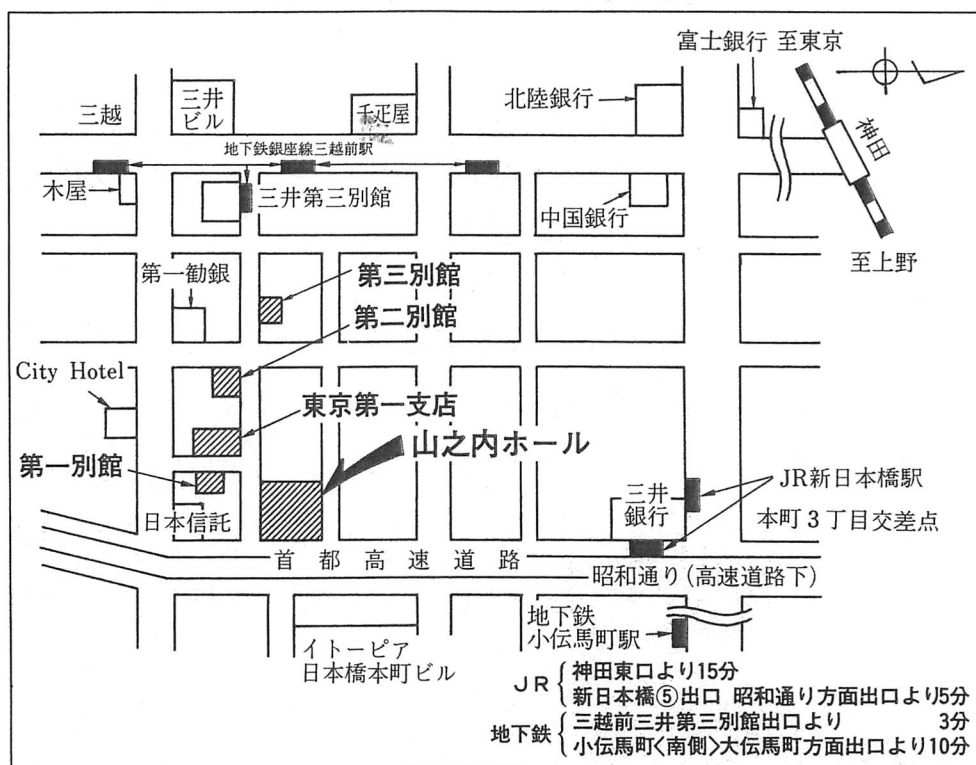 富士銀行 至東京
三越
三井
ビル
千疋屋
北陸銀行
神田
地下鉄銀座線三越前駅
木屋
三井第三別館
中国銀行
至上野
第一勧銀
第三別館
第二別館
City Hotel
東京第一支店
山之内ホール
第一別館
三井
銀行
JR新日本橋駅
日本信託
本町3丁目交差点
首都高速道路
昭和通り(高速道路下)
地下鉄
小伝馬町駅
イトーピア
日本橋本町ビル
JR
神田東口より15分
新日本橋⑤出口 昭和通り方面出口より5分
地下鉄
三越前三井第三別館出口より 3分
小伝馬町〈南側〉大伝馬町方面出口より10分